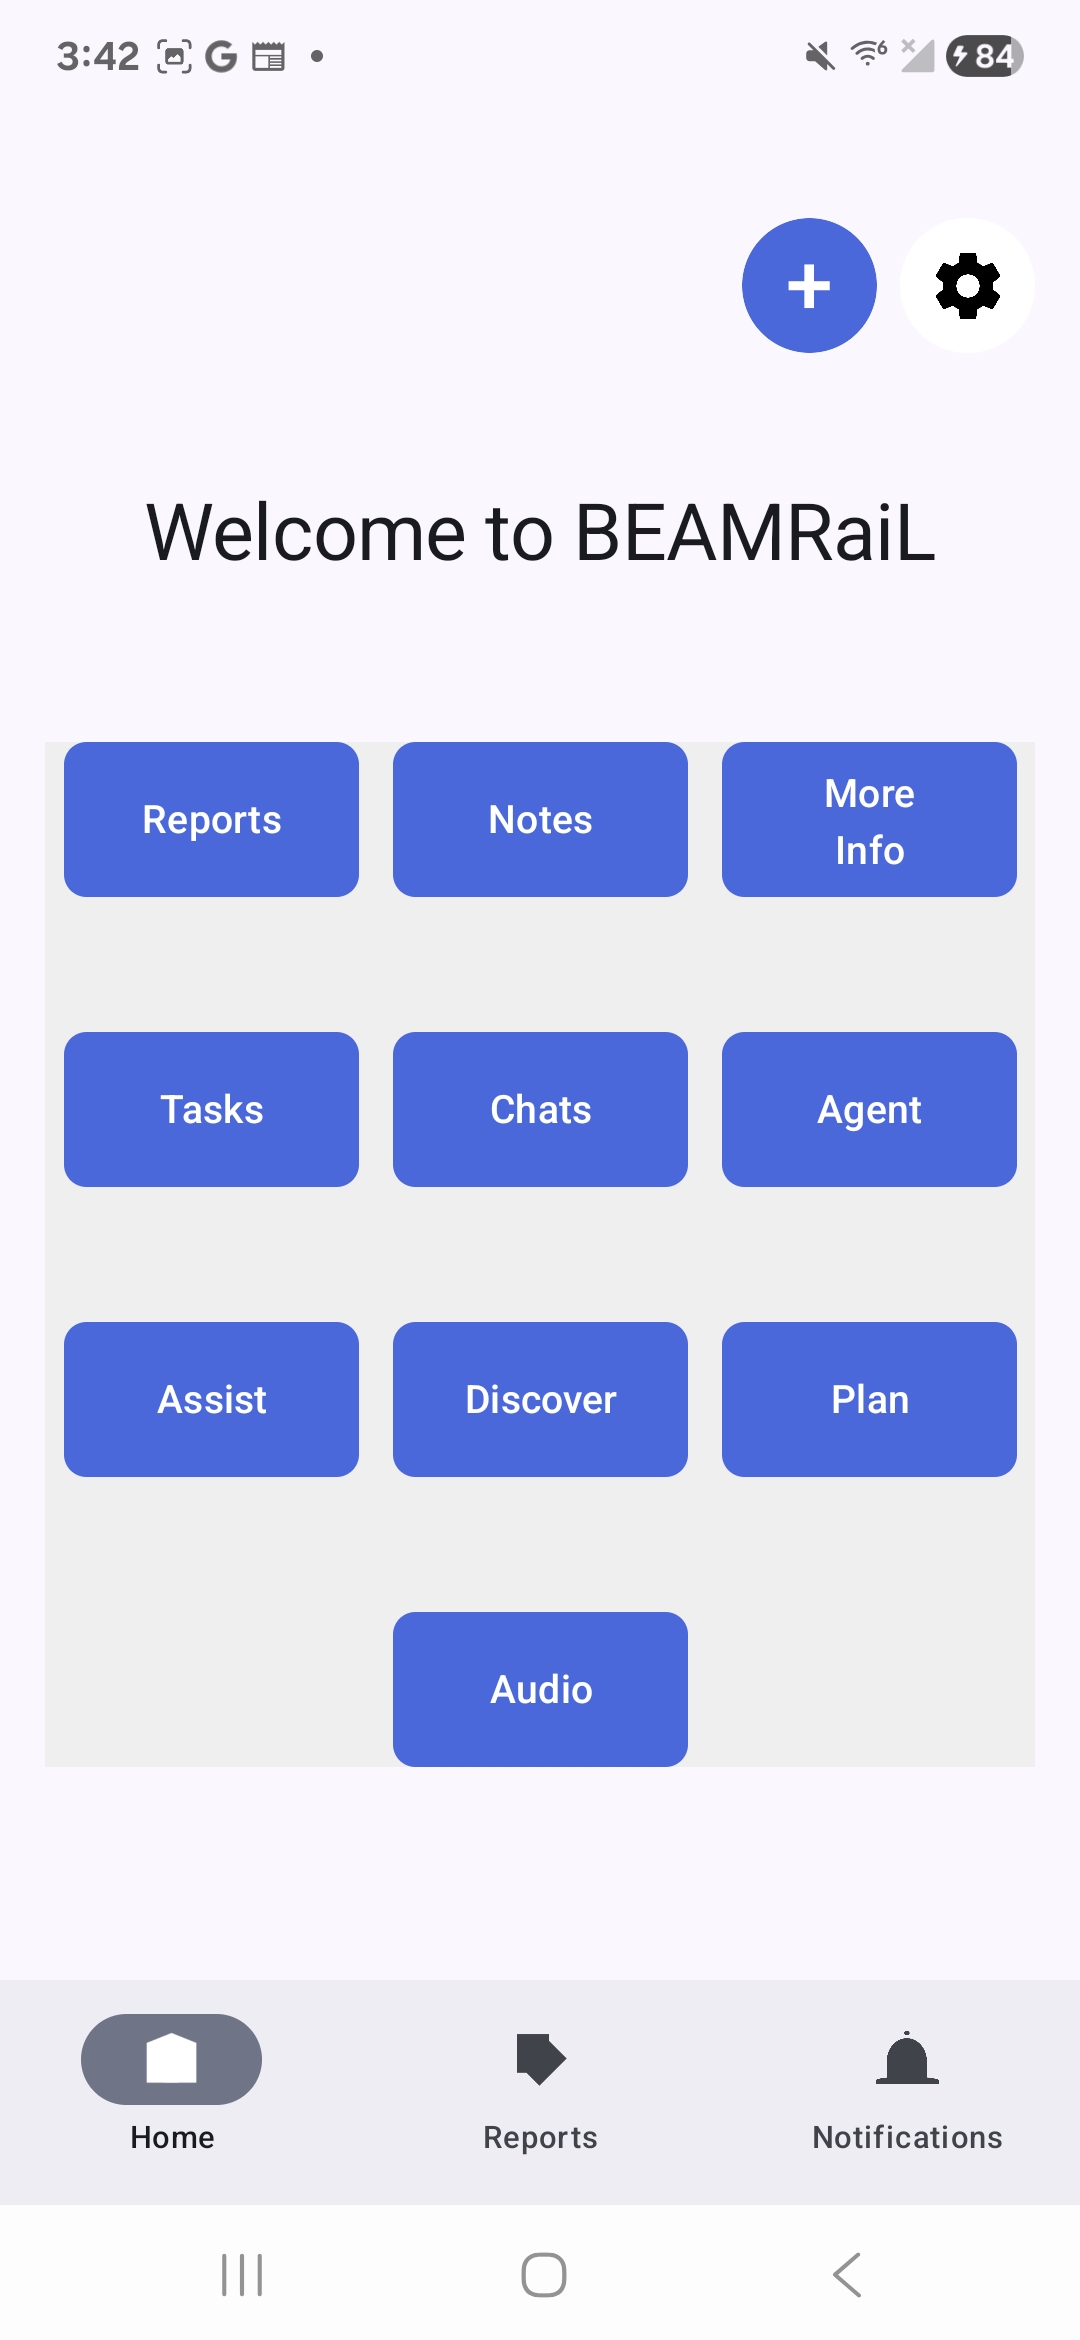 3:42
84
Welcome to BEAMRaiL
Reports
Notes
More
Info
Tasks
Chats
Agent
Assist
Discover
Plan
Audio
Home
Reports
Notifications